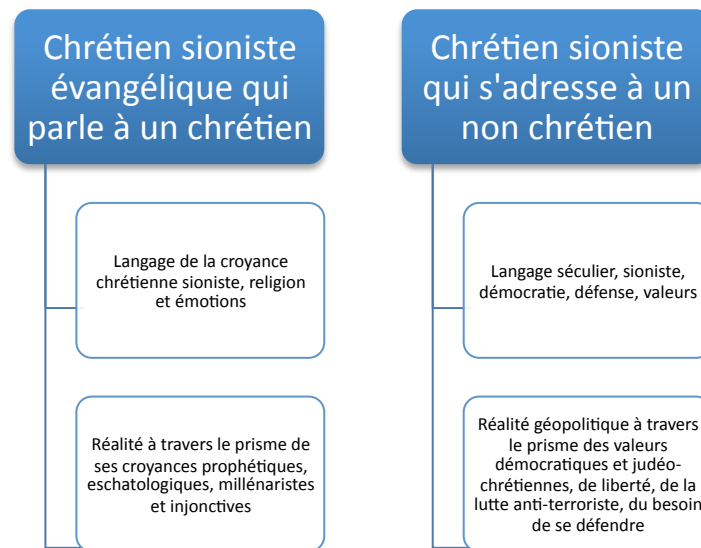 Chrétien sioniste
évangélique qui
parle à un chrétien
Langage de la croyance
chrétienne sioniste, religion
et émotions
Réalité à travers le prisme de
ses croyances prophétiques,
eschatologiques, millénaristes
et injonctives
Chrétien sioniste
qui s'adresse à un
non chrétien
Langage séculier, sioniste,
démocratie, défense, valeurs
Réalité géopolitique à travers
le prisme des valeurs
démocratiques et judéo-
chrétiennes, de liberté, de la
lutte anti-terroriste, du besoin
de se défendre